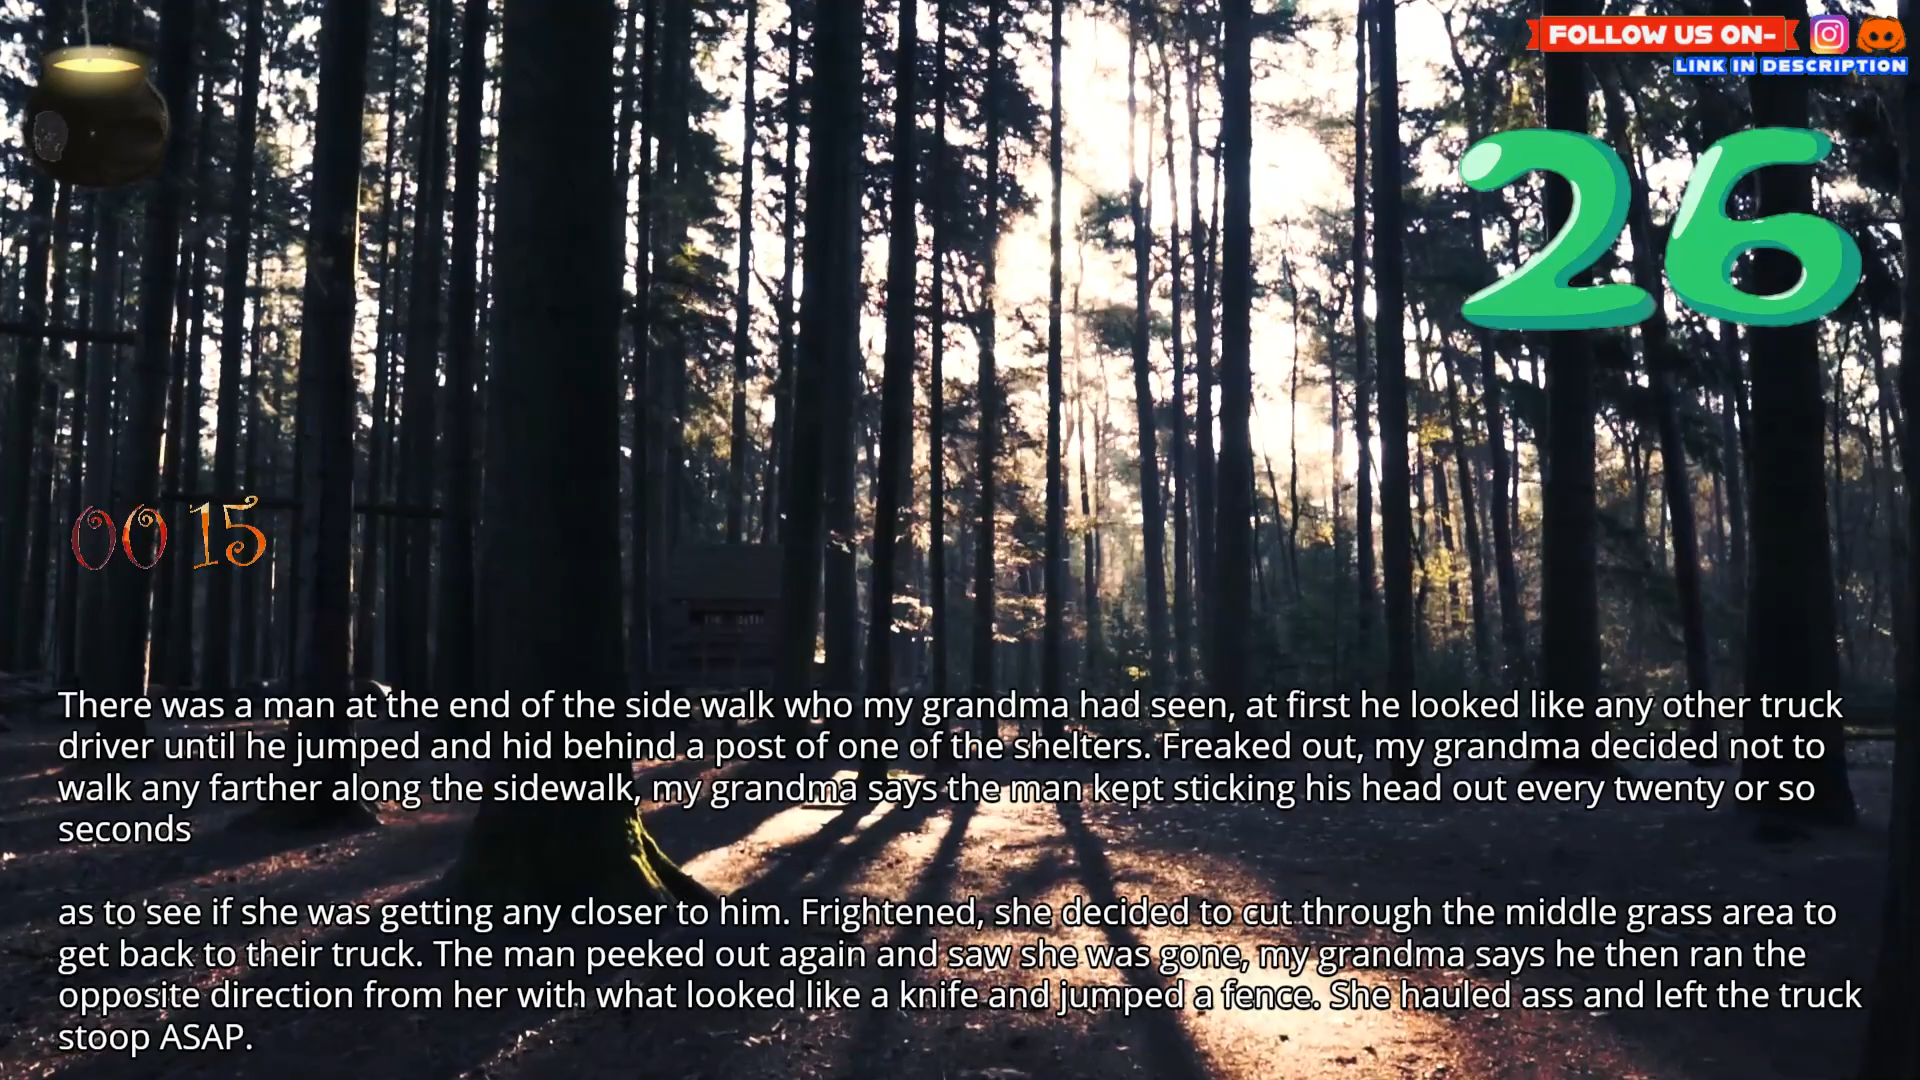 FOLLOW US ON-
LINK IN DESCRIPTION
26
00 15
There was a man at the end of the side walk who my grandma had seen, at first he looked like any other truck
driver until he jumped and hid behind a post of one of the shelters. Freaked out, my grandma decided not to
walk any farther along the sidewalk, my grandma says the man kept sticking his head out every twenty or so
seconds
as to see if she was getting any closer to him. Frightened, she decided to cut through the middle grass area to
get back to their truck. The man peeked out again and saw she was gone, my grandma says he then ran the
opposite direction from her with what looked like a knife and jumped a fence. She hauled ass and left the truck
stoop ASAP.